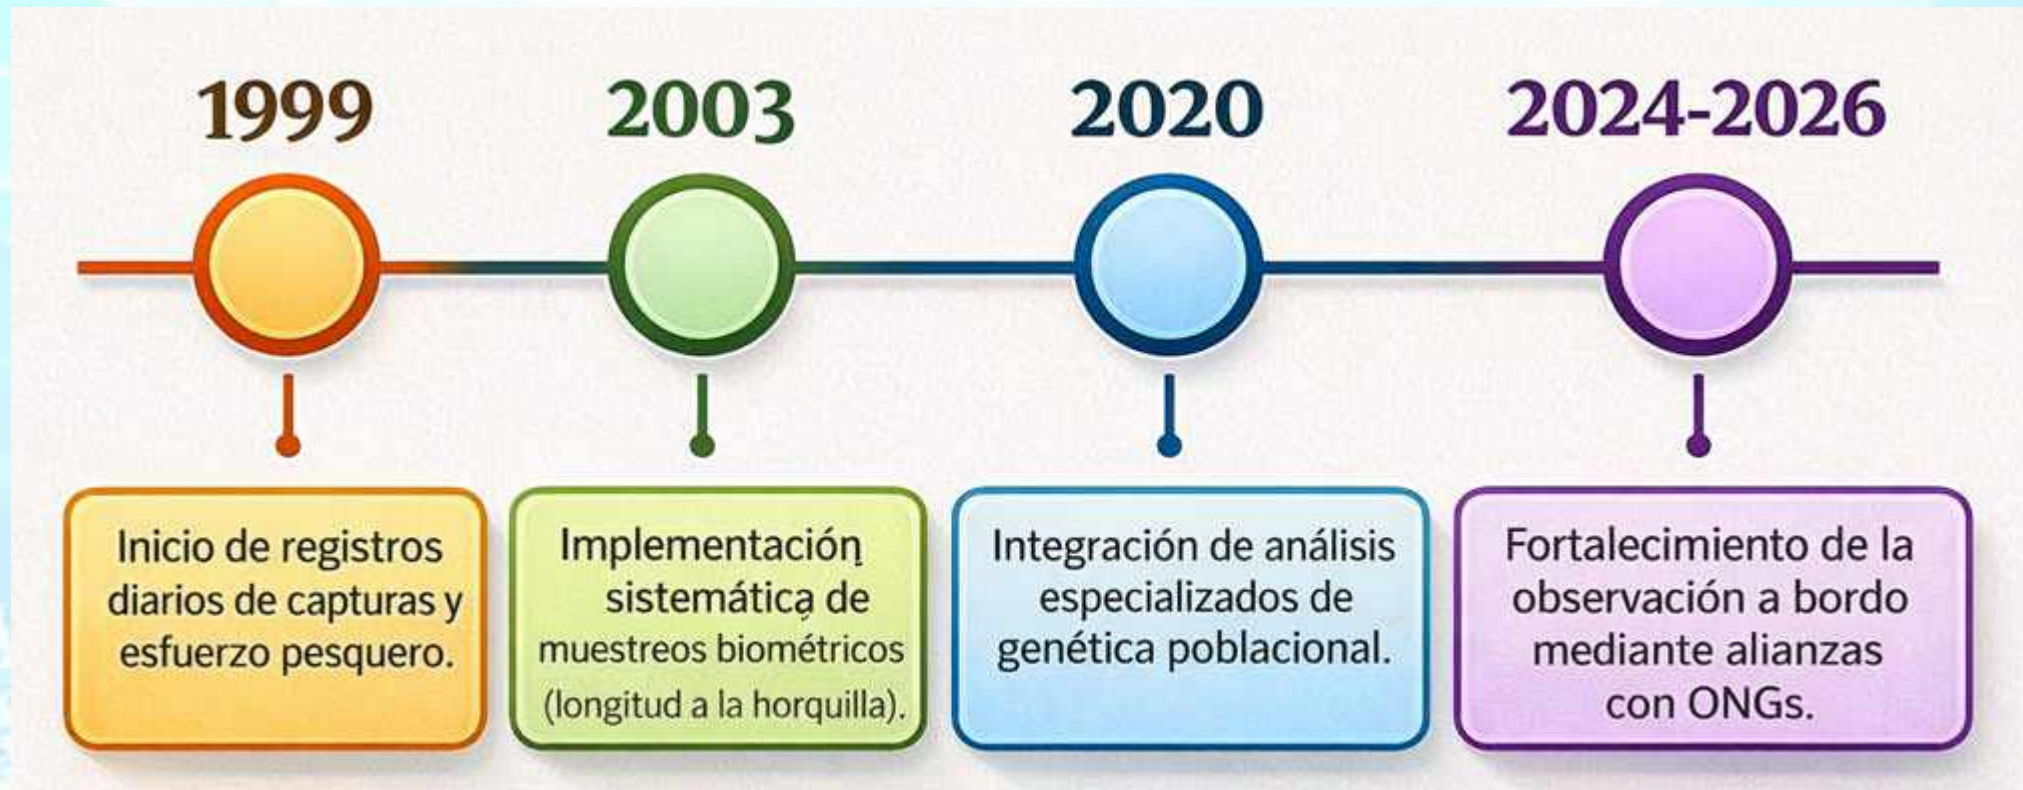 1999
2003
2020
2024-2026
Inicio de registros
diarios de capturas y
esfuerzo pesquero.
Implementación
sistemática de
muestreos biométricos
(longitud a la horquilla).
Integración de análisis
especializados de
genética poblacional.
Fortalecimiento de la
observación a bordo
mediante alianzas
con ONGs.